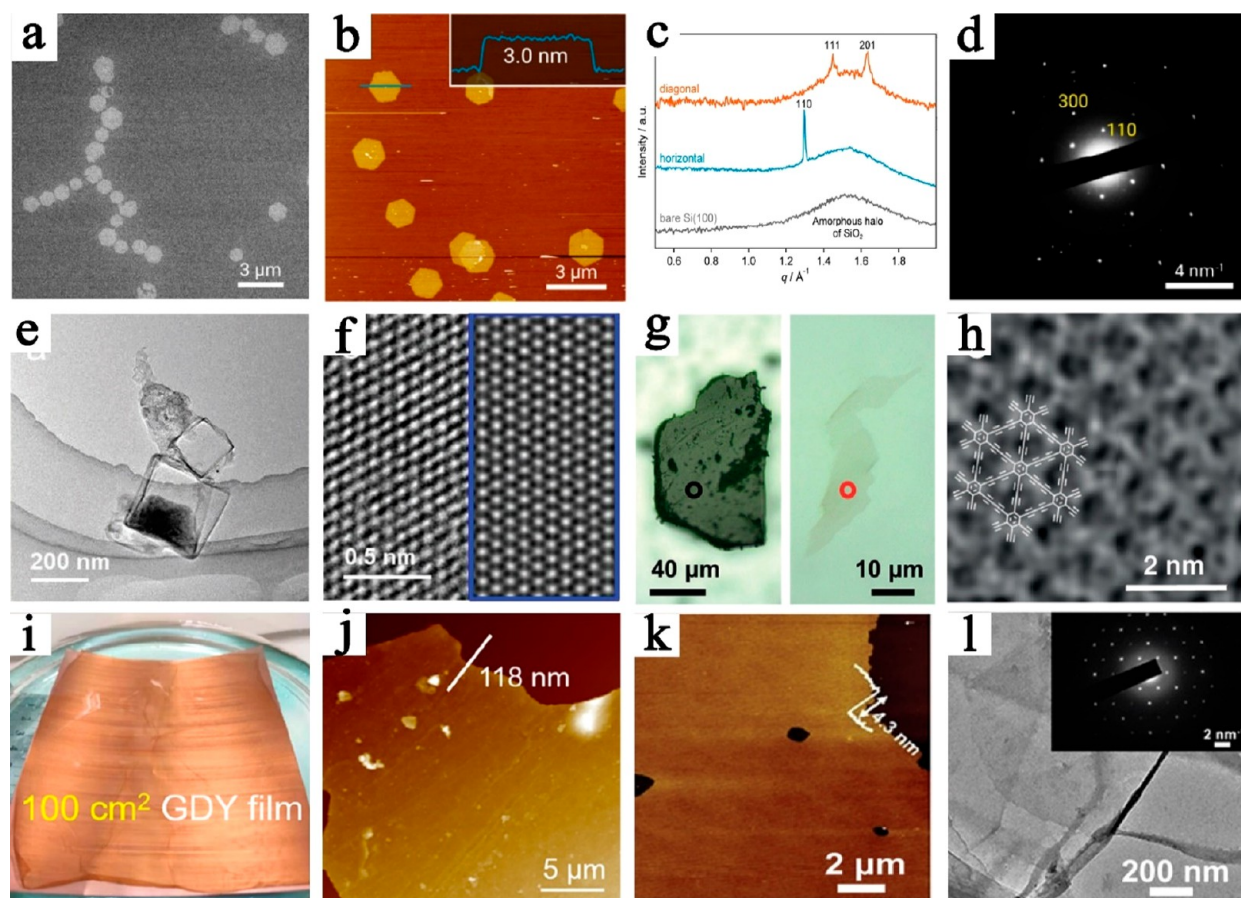 a
3 µm
b
3.0 nm
3 µm
c
Intensity / a.u.
111
201
diagonal
110
horizontal
bare Si(100)
Amorphous halo
of SiO₂
0.6
0.8
1.0
1.2
1.4
1.6
1.8
q / Å⁻¹
d
300
110
4 nm⁻¹
e
200 nm
f
0.5 nm
g
40 µm
10 µm
h
2 nm
i
100 cm² GDY film
j
118 nm
5 µm
k
4.3 nm
2 µm
l
2 nm⁻¹
200 nm